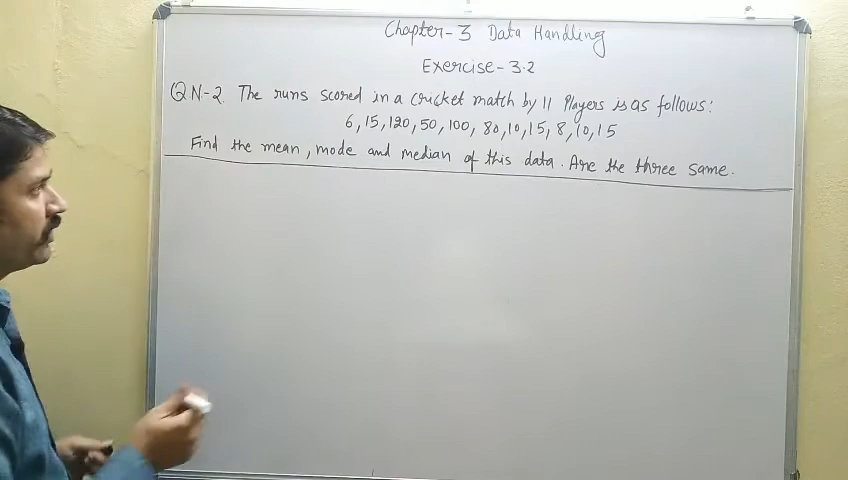 Chapter-3 Data Handling
Exercise-3.2
QN-2. The runs scored in a cricket match by 11 Players is as follows:
6, 15, 120, 50, 100, 80, 10, 15, 8, 10, 15
Find the mean, mode and median of this data. Are the three same.